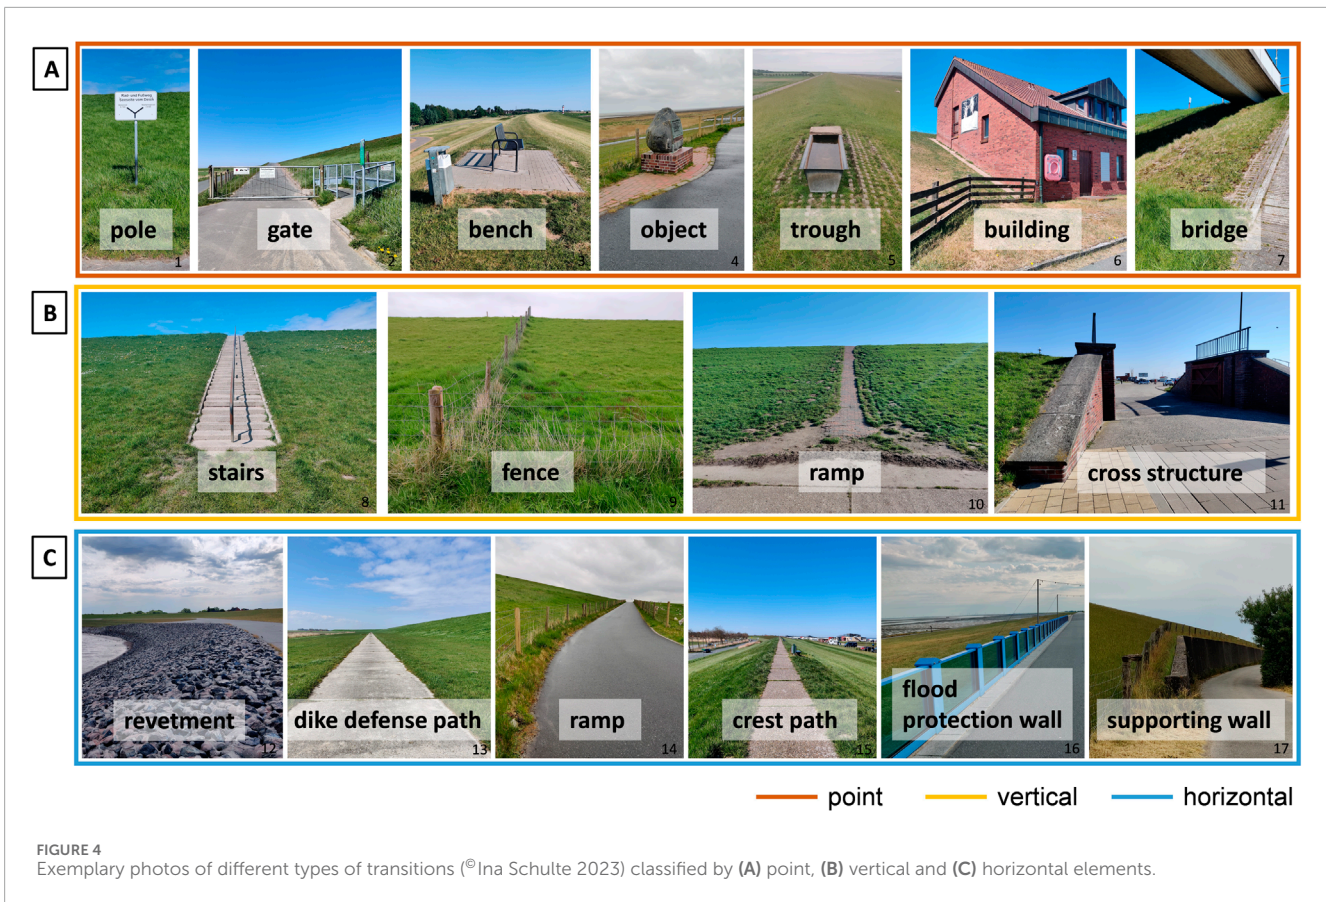 A
Rad- und Fußweg
pole
1
gate
2
bench
3
object
4
trough
5
building
6
bridge
7
B
stairs
8
fence
9
ramp
10
cross structure
11
C
revetment
12
dike defense path
13
ramp
14
crest path
15
flood
protection wall
16
supporting wall
17
point
vertical
horizontal
FIGURE 4
Exemplary photos of different types of transitions (©Ina Schulte 2023) classified by (A) point, (B) vertical and (C) horizontal elements.